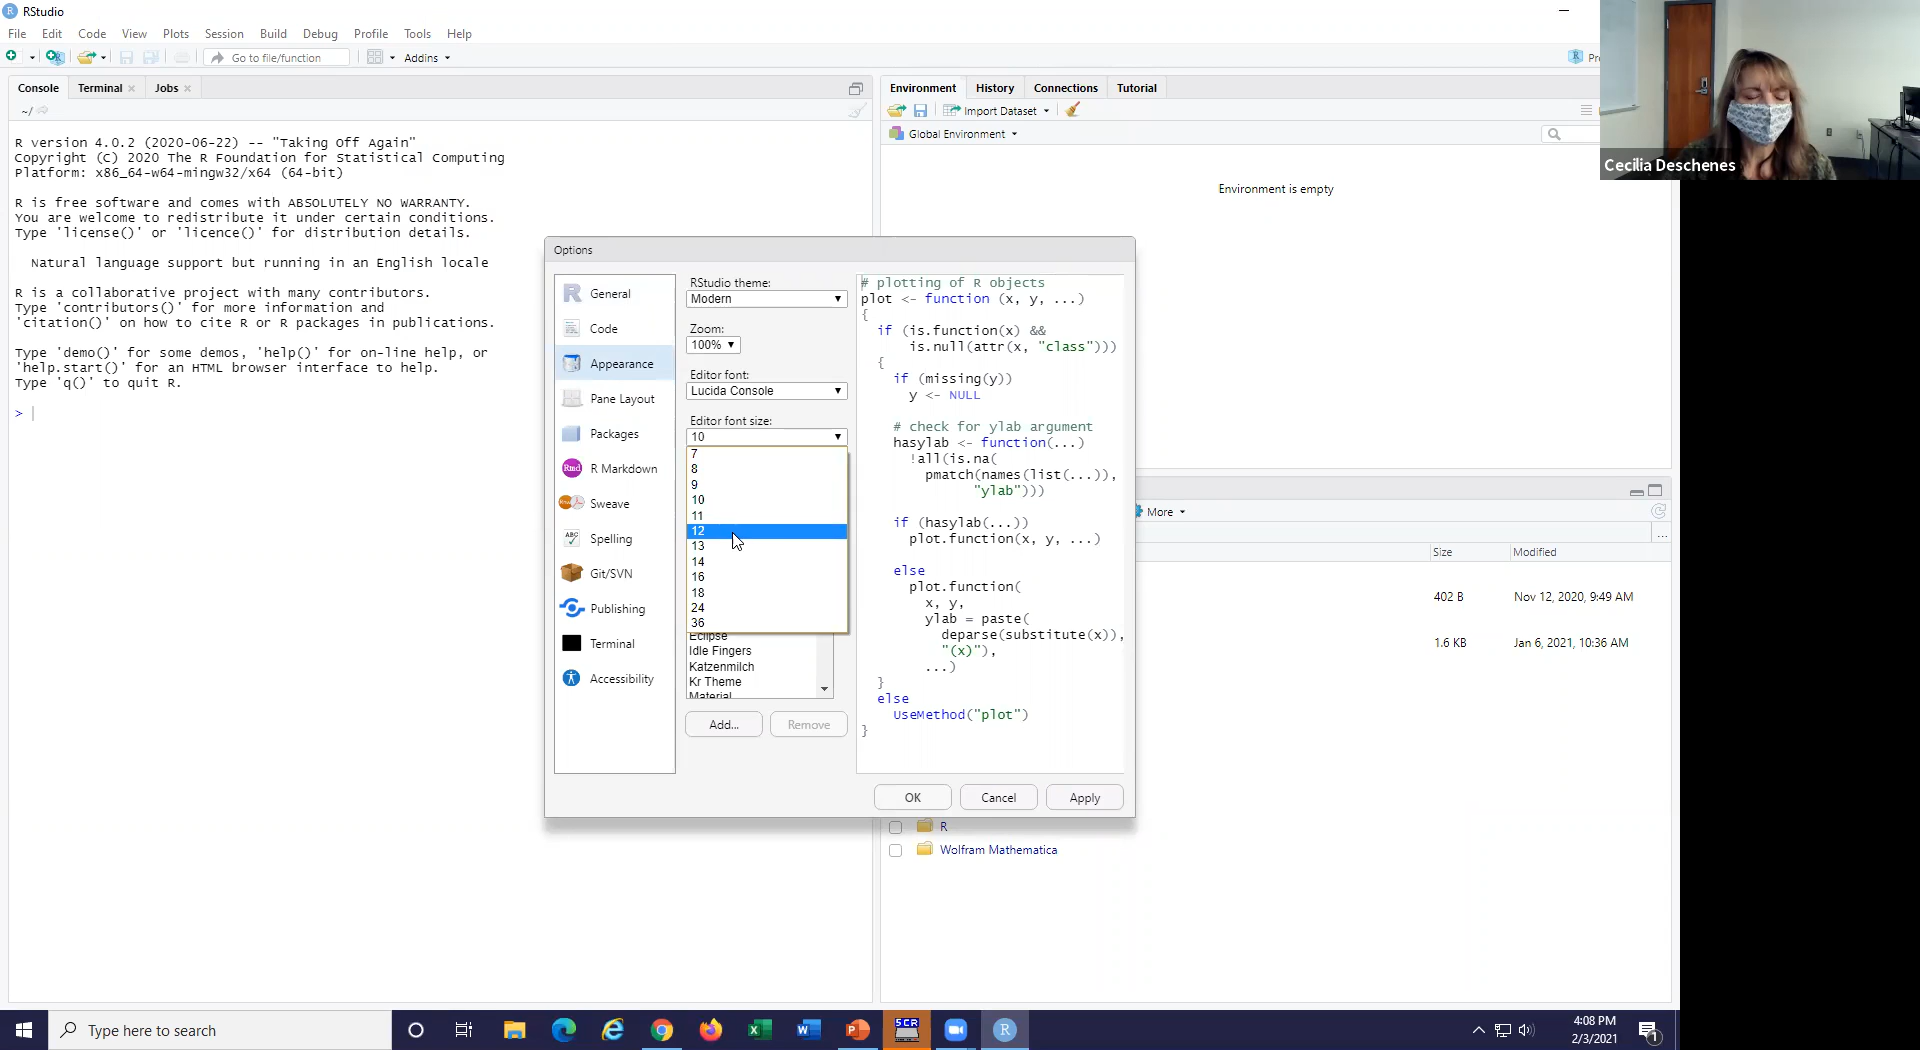 RStudio
File Edit Code View Plots Session Build Debug Profile Tools Help
Go to file/function
Addins
Console Terminal Jobs
~/
R version 4.0.2 (2020-06-22) -- "Taking Off Again"
Copyright (C) 2020 The R Foundation for Statistical Computing
Platform: x86_64-w64-mingw32/x64 (64-bit)
R is free software and comes with ABSOLUTELY NO WARRANTY.
You are welcome to redistribute it under certain conditions.
Type 'license()' or 'licence()' for distribution details.
Natural language support but running in an English locale
R is a collaborative project with many contributors.
Type 'contributors()' for more information and
'citation()' on how to cite R or R packages in publications.
Type 'demo()' for some demos, 'help()' for on-line help, or
'help.start()' for an HTML browser interface to help.
Type 'q()' to quit R.
>
Options
General
Code
Appearance
Pane Layout
Packages
R Markdown
Sweave
Spelling
Git/SVN
Publishing
Terminal
Accessibility
RStudio theme:
Modern
Zoom:
100%
Editor font:
Lucida Console
Editor font size:
10
7
8
9
10
11
12
13
14
16
18
24
36
Eclipse
Idle Fingers
Katzenmilch
Kr Theme
Material
Add... Remove
# plotting of R objects
plot <- function (x, y, ...)
{
if (is.function(x) &&
is.null(attr(x, "class")))
{
if (missing(y))
y <- NULL
# check for ylab argument
hasylab <- function(...)
!all(is.na(
pmatch(names(list(...)),
"ylab")))
if (hasylab(...))
plot.function(x, y, ...)
else
plot.function(
x, y,
ylab = paste(
deparse(substitute(x)),
"(x)"),
...)
}
else
UseMethod("plot")
}
OK Cancel Apply
Environment History Connections Tutorial
Import Dataset
Global Environment
Environment is empty
More
...
Size Modified
402 B Nov 12, 2020, 9:49 AM
1.6 KB Jan 6, 2021, 10:36 AM
R
Wolfram Mathematica
Cecilia Deschenes
Type here to search
SCR
4:08 PM
2/3/2021
1